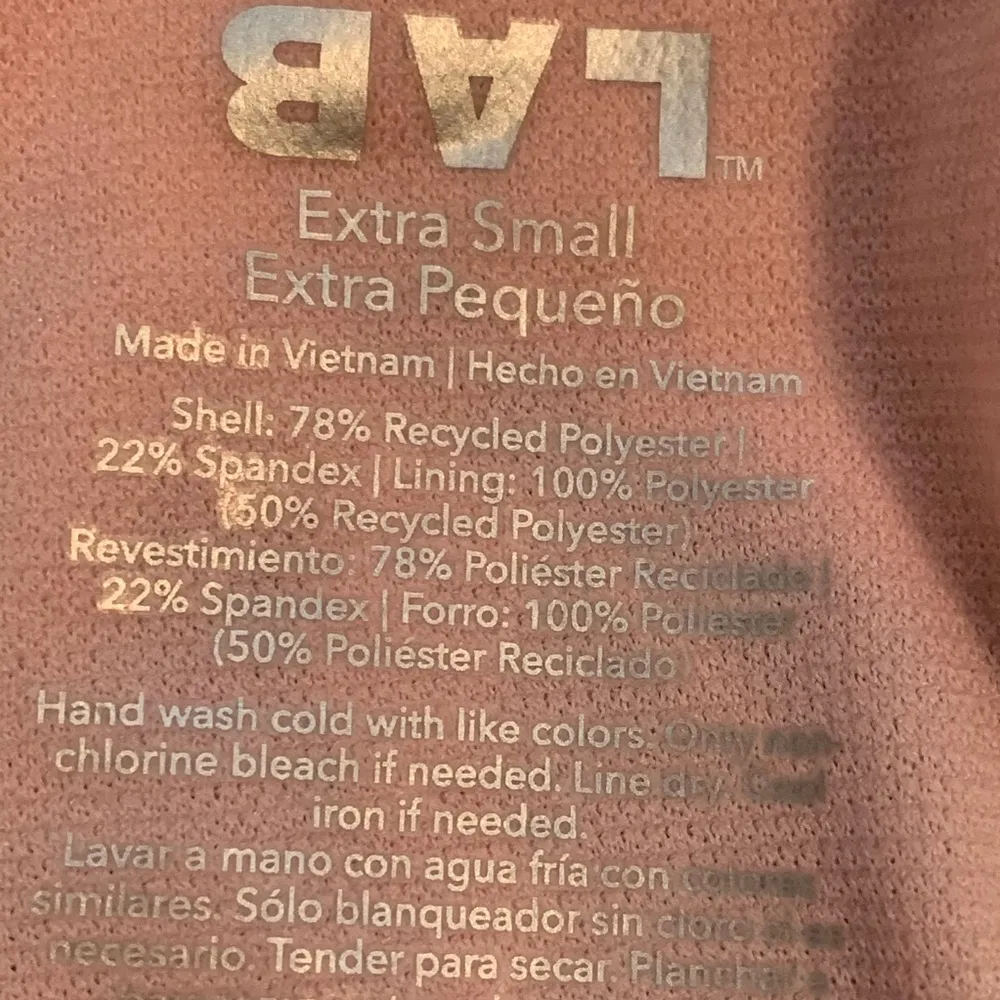 LAB™
Extra Small
Extra Pequeño
Made in Vietnam | Hecho en Vietnam
Shell: 78% Recycled Polyester |
22% Spandex | Lining: 100% Polyester
(50% Recycled Polyester)
Revestimiento: 78% Poliéster Reciclado |
22% Spandex | Forro: 100% Poliéster
(50% Poliéster Reciclado)
Hand wash cold with like colors. Only non-
chlorine bleach if needed. Line dry.
iron if needed.
Lavar a mano con agua fría con colores
similares. Sólo blanqueador sin cloro
necesario. Tender para secar. Planchar a